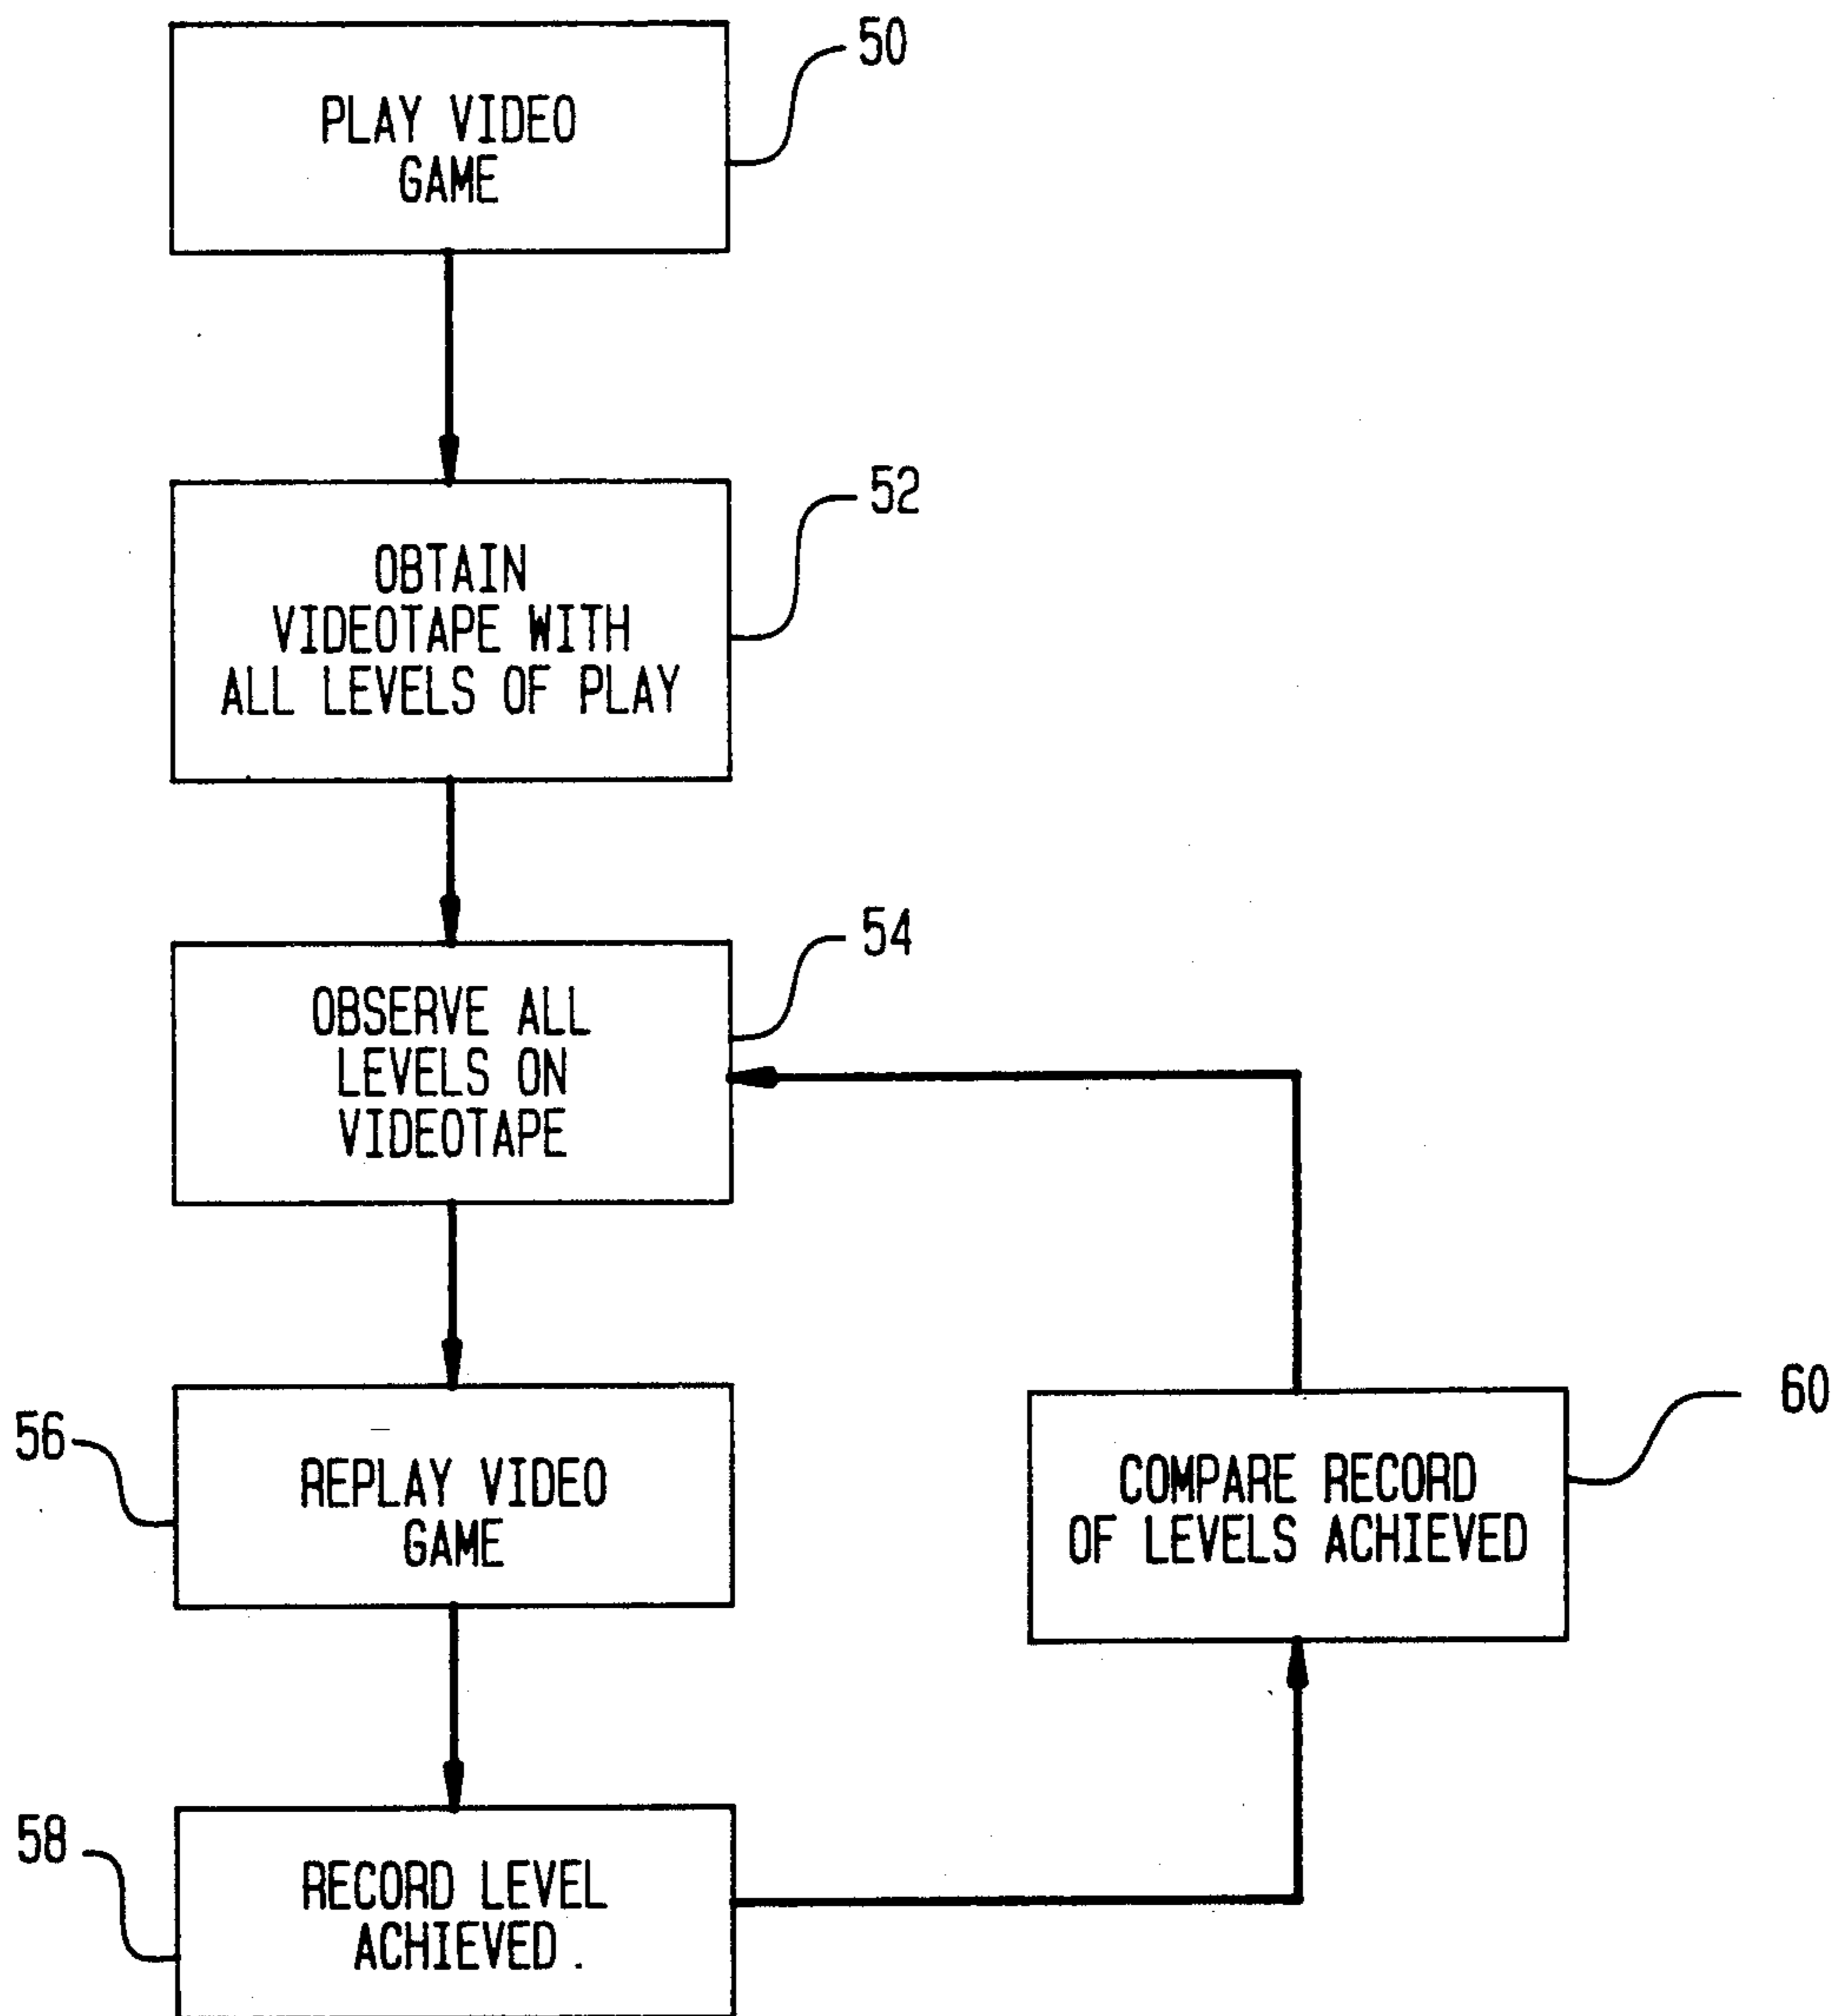 50
PLAY VIDEO
GAME
52
OBTAIN
VIDEOTAPE WITH
ALL LEVELS OF PLAY
54
OBSERVE ALL
LEVELS ON
VIDEOTAPE
56
REPLAY VIDEO
GAME
60
COMPARE RECORD
OF LEVELS ACHIEVED
58
RECORD LEVEL
ACHIEVED.